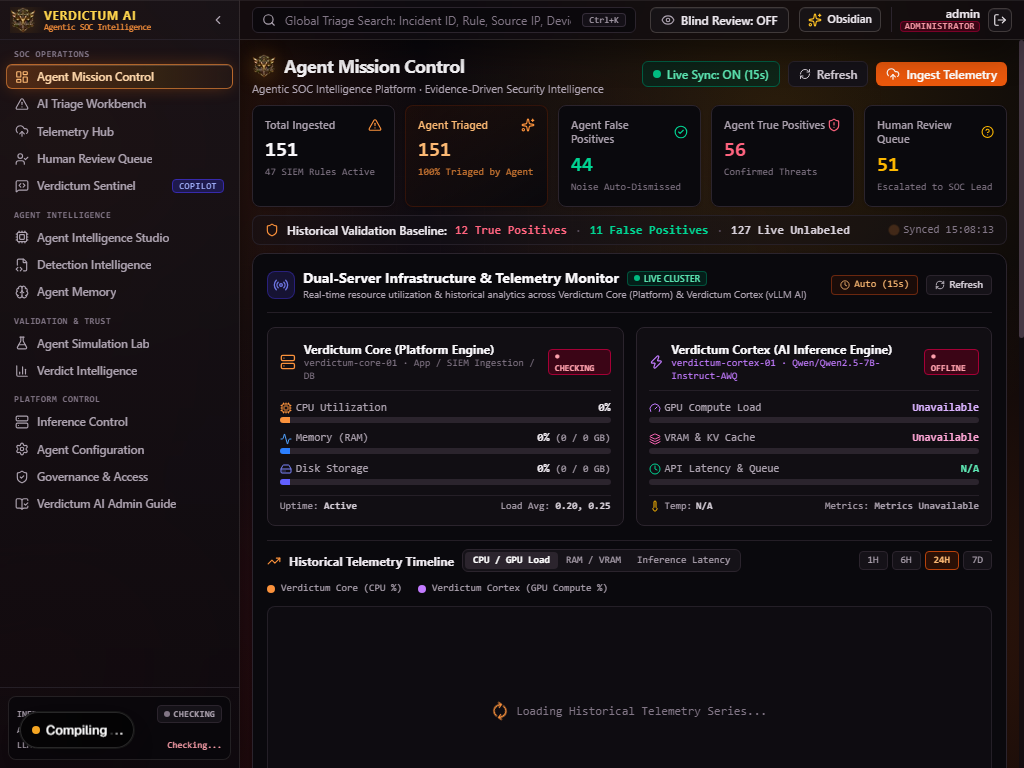 VERDICTUM AI
Agentic SOC Intelligence
Global Triage Search: Incident ID, Rule, Source IP, Dec
Ctrl+K
Blind Review: OFF
Obsidian
admin
ADMINISTRATOR
SOC OPERATIONS
Agent Mission Control
AI Triage Workbench
Telemetry Hub
Human Review Queue
Verdictum Sentinel
COPILOT
AGENT INTELLIGENCE
Agent Intelligence Studio
Detection Intelligence
Agent Memory
VALIDATION & TRUST
Agent Simulation Lab
Verdict Intelligence
PLATFORM CONTROL
Inference Control
Agent Configuration
Governance & Access
Verdictum AI Admin Guide
CHECKING
Compiling ...
Checking...
Agent Mission Control
Agentic SOC Intelligence Platform · Evidence-Driven Security Intelligence
Live Sync: ON (15s)
Refresh
Ingest Telemetry
Total Ingested
151
47 SIEM Rules Active
Agent Triaged
151
100% Triaged by Agent
Agent False
Positives
44
Noise Auto-Dismissed
Agent True Positives
56
Confirmed Threats
Human Review
Queue
51
Escalated to SOC Lead
Historical Validation Baseline: 12 True Positives · 11 False Positives · 127 Live Unlabeled
Synced 15:08:13
Dual-Server Infrastructure & Telemetry Monitor
LIVE CLUSTER
Real-time resource utilization & historical analytics across Verdictum Core (Platform) & Verdictum Cortex (vLLM AI)
Auto (15s)
Refresh
Verdictum Core (Platform Engine)
verdictum-core-01 · App / SIEM Ingestion /
DB
CHECKING
CPU Utilization 0%
Memory (RAM) 0% (0 / 0 GB)
Disk Storage 0% (0 / 0 GB)
Uptime: Active
Load Avg: 0.20, 0.25
Verdictum Cortex (AI Inference Engine)
verdictum-cortex-01 · Qwen/Qwen2.5-7B-
Instruct-AWQ
OFFLINE
GPU Compute Load Unavailable
VRAM & KV Cache Unavailable
API Latency & Queue N/A
Temp: N/A
Metrics: Metrics Unavailable
Historical Telemetry Timeline
CPU / GPU Load
RAM / VRAM
Inference Latency
1H
6H
24H
7D
Verdictum Core (CPU %)
Verdictum Cortex (GPU Compute %)
Loading Historical Telemetry Series...